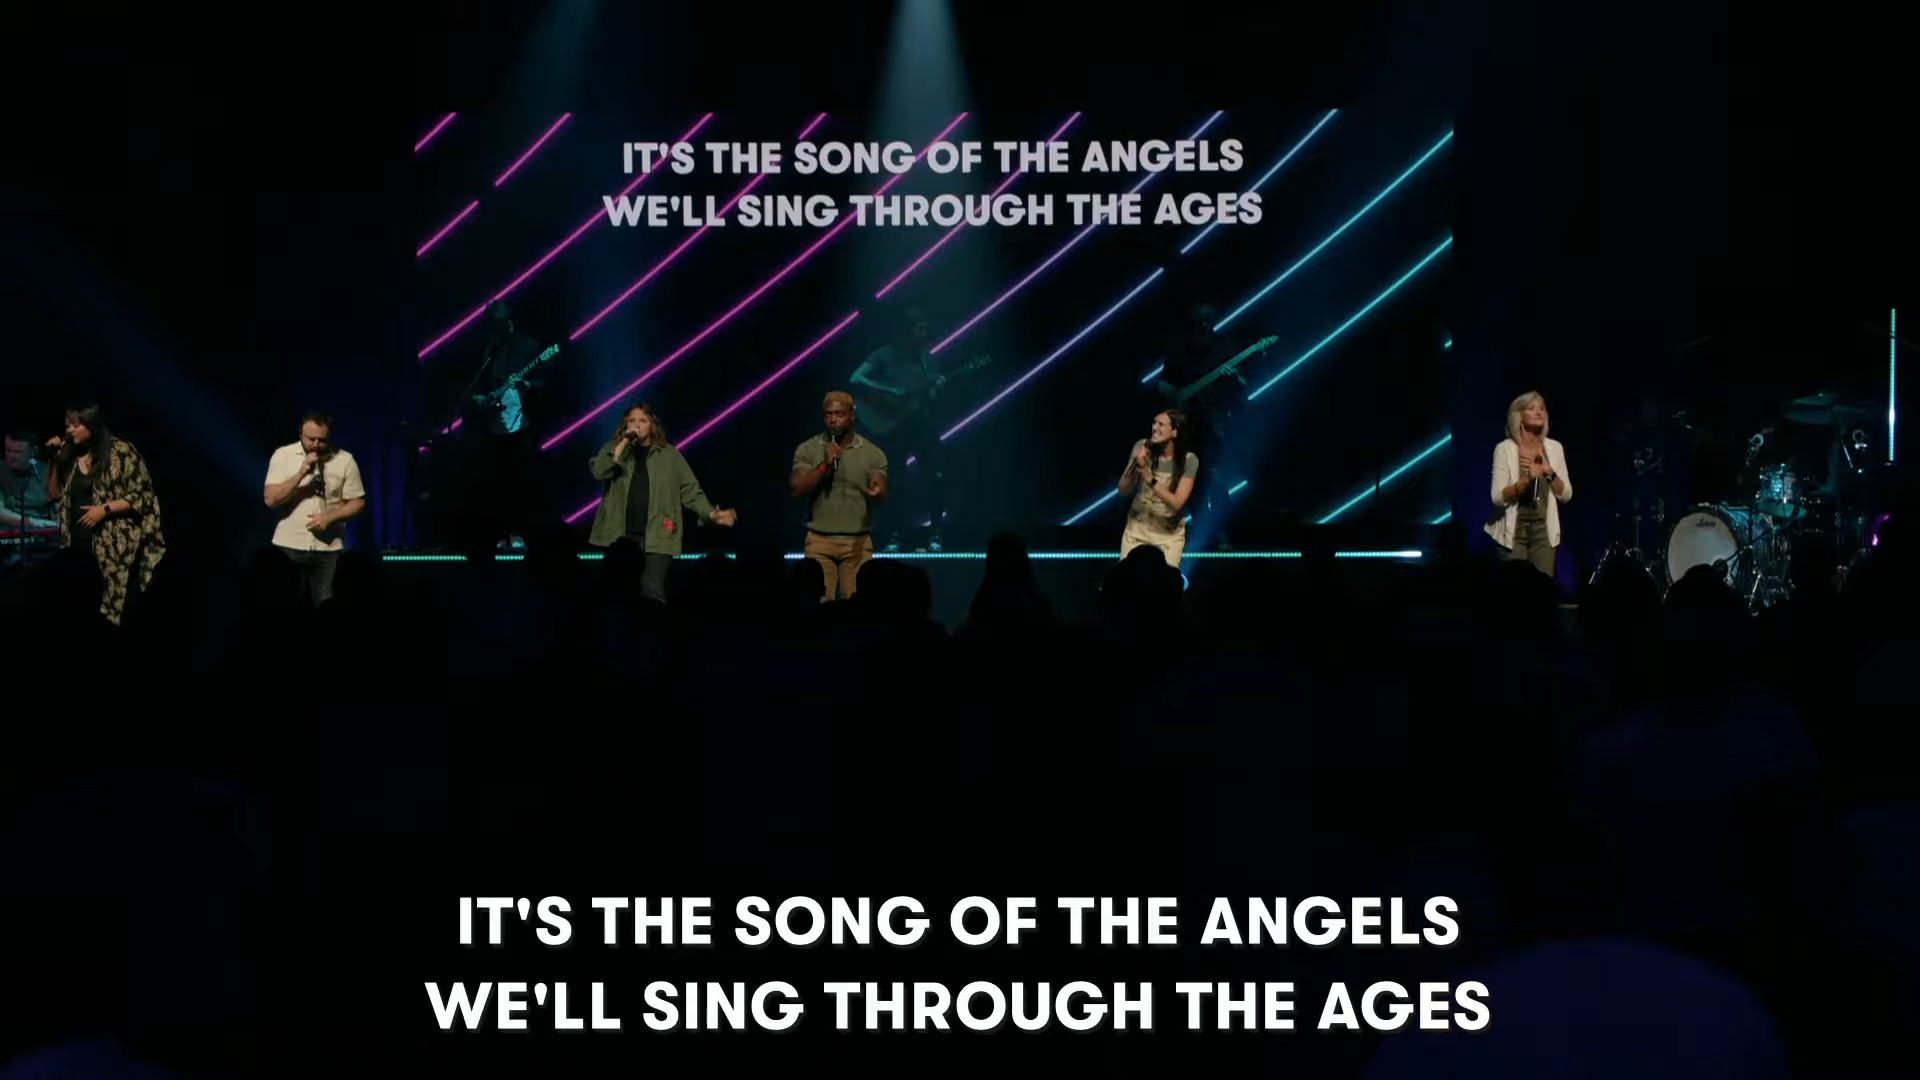 IT'S THE SONG OF THE ANGELS
WE'LL SING THROUGH THE AGES
IT'S THE SONG OF THE ANGELS
WE'LL SING THROUGH THE AGES